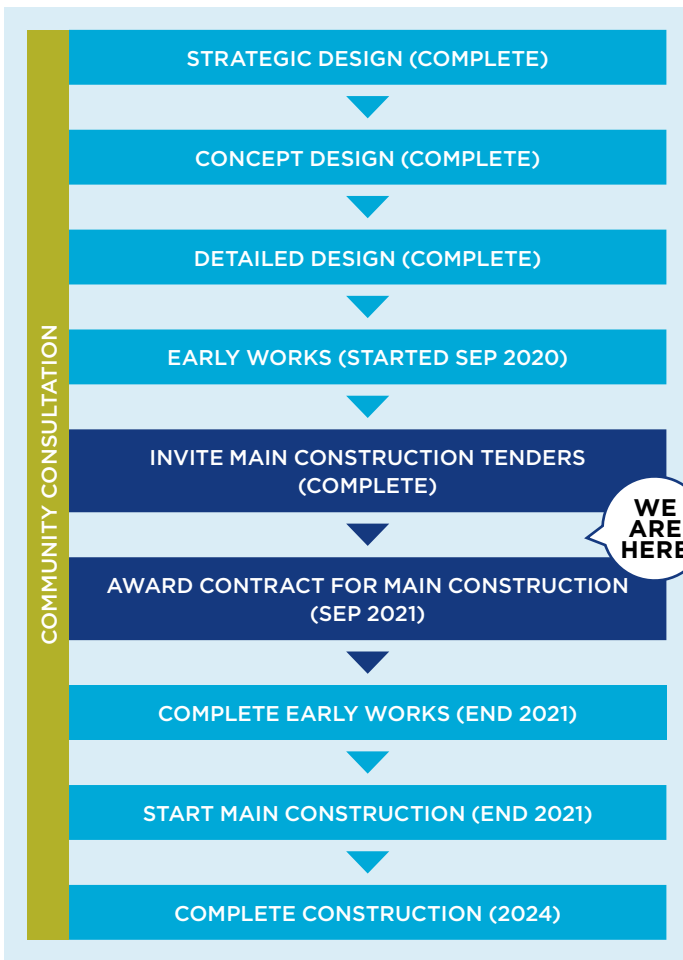 COMMUNITY CONSULTATION
STRATEGIC DESIGN (COMPLETE)
CONCEPT DESIGN (COMPLETE)
DETAILED DESIGN (COMPLETE)
EARLY WORKS (STARTED SEP 2020)
INVITE MAIN CONSTRUCTION TENDERS
(COMPLETE)
WE
ARE
HERE
AWARD CONTRACT FOR MAIN CONSTRUCTION
(SEP 2021)
COMPLETE EARLY WORKS (END 2021)
START MAIN CONSTRUCTION (END 2021)
COMPLETE CONSTRUCTION (2024)